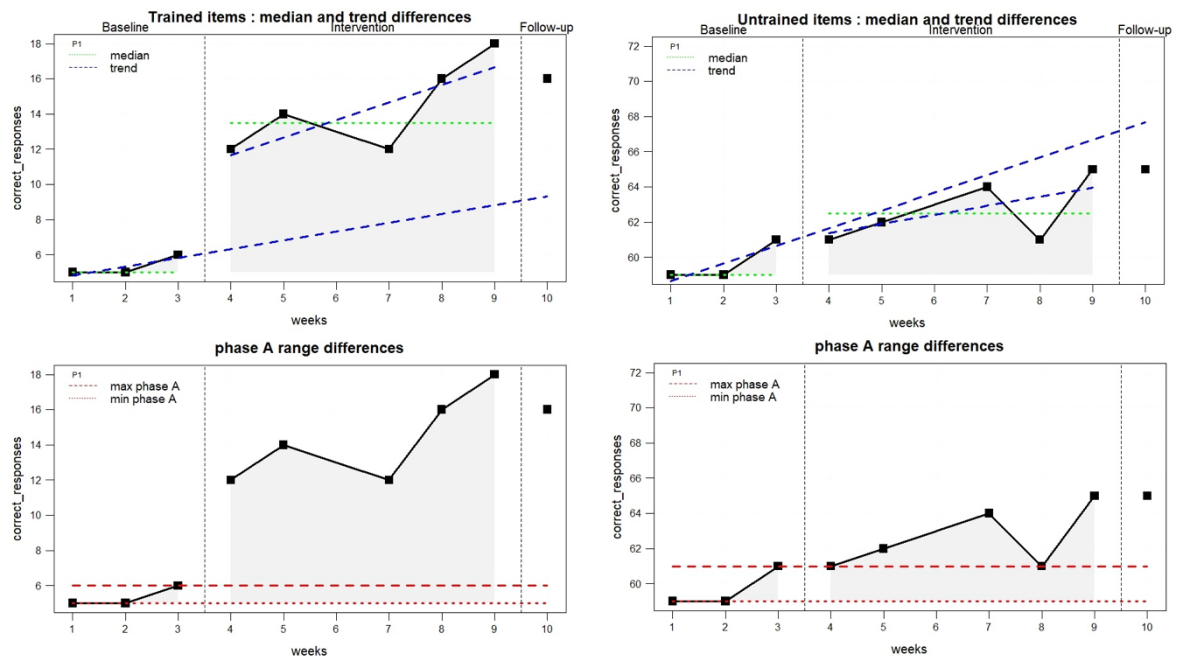 Trained items : median and trend differences
Baseline Intervention Follow-up
P1
median
trend
correct_responses
18
16
14
12
10
8
6
1 2 3 4 5 6 7 8 9 10
weeks
Untrained items : median and trend differences
Baseline Intervention Follow-up
P1
median
trend
correct_responses
72
70
68
66
64
62
60
1 2 3 4 5 6 7 8 9 10
weeks
phase A range differences
P1
max phase A
min phase A
correct_responses
18
16
14
12
10
8
6
1 2 3 4 5 6 7 8 9 10
weeks
phase A range differences
P1
max phase A
min phase A
correct_responses
72
70
68
66
64
62
60
1 2 3 4 5 6 7 8 9 10
weeks